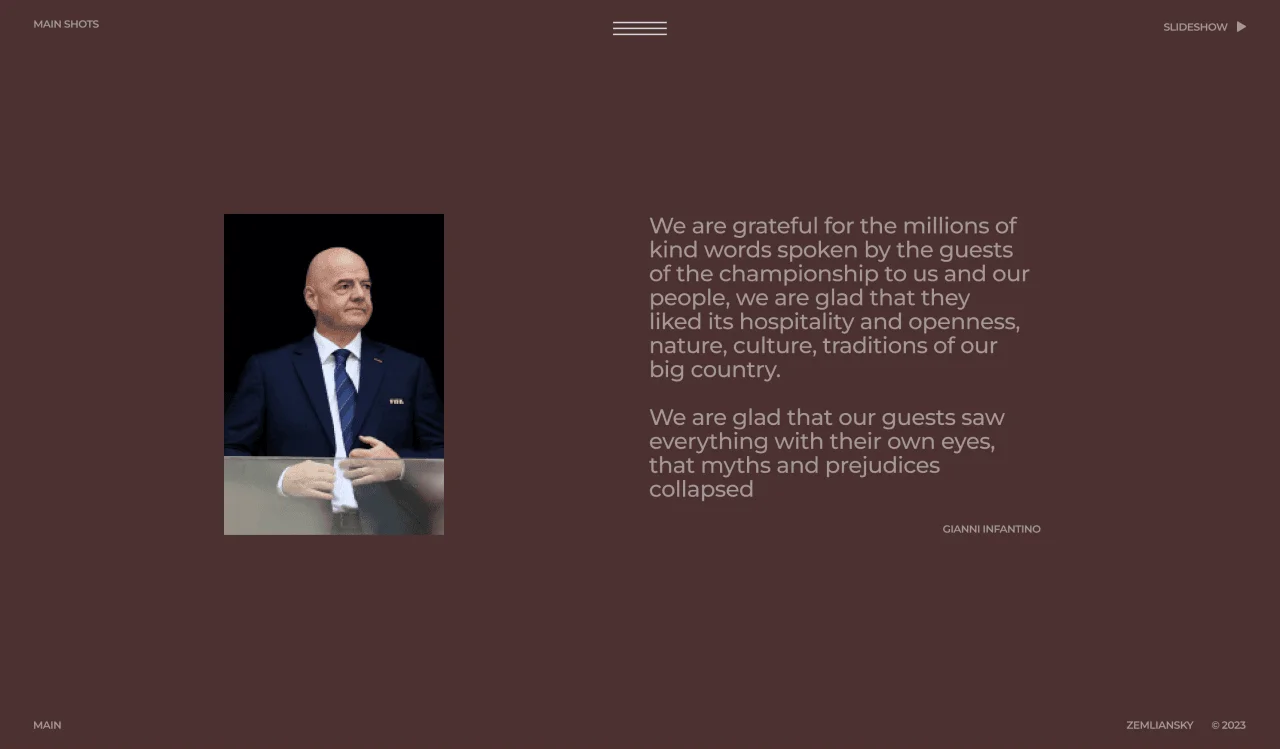 MAIN SHOTS
SLIDESHOW
We are grateful for the millions of
kind words spoken by the guests
of the championship to us and our
people, we are glad that they
liked its hospitality and openness,
nature, culture, traditions of our
big country.
We are glad that our guests saw
everything with their own eyes,
that myths and prejudices
collapsed
GIANNI INFANTINO
MAIN
ZEMLIANSKY © 2023